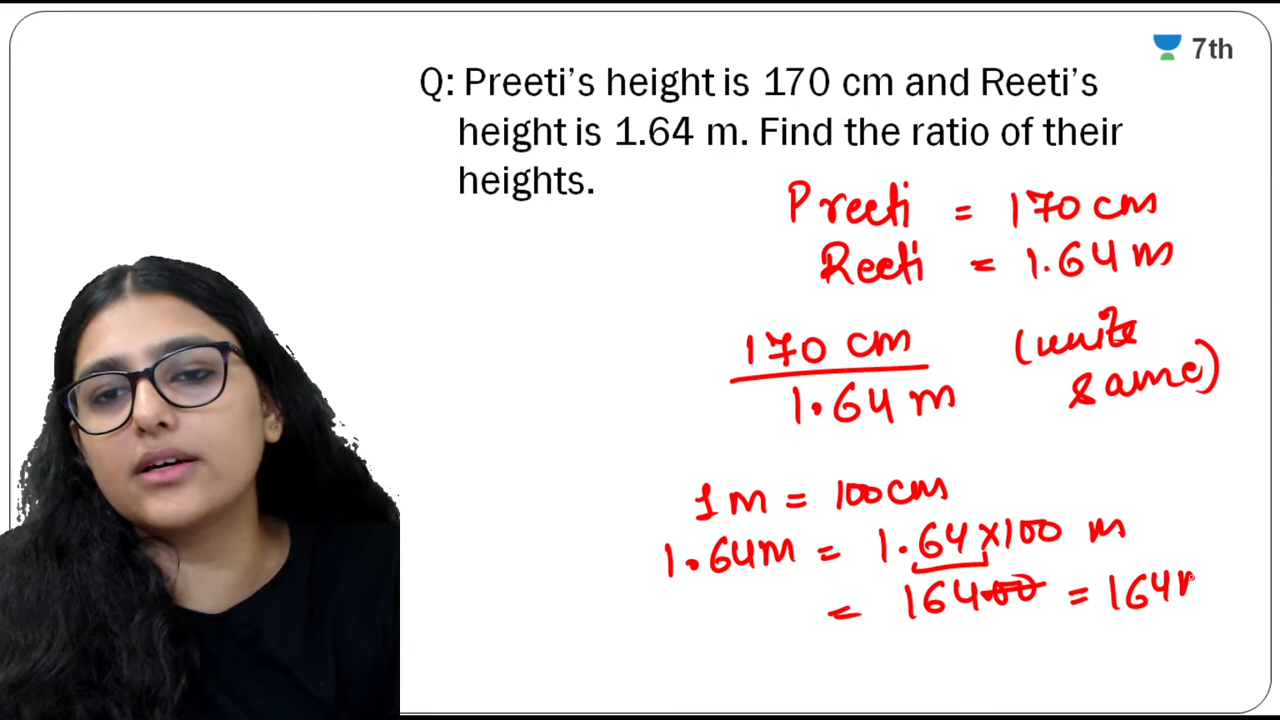 7th
Q: Preeti's height is 170 cm and Reeti's
height is 1.64 m. Find the ratio of their
heights.
Preeti = 170 cm
Reeti = 1.64 m
170 cm
1.64 m
(units
same)
1 m = 100 cm
1.64 m = 1.64 × 100 m
= 164.00 = 164